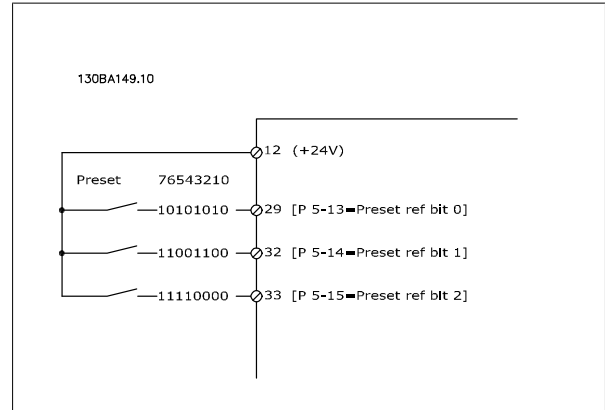 130BA149.10
12 (+24V)
Preset 76543210
10101010 29 [P 5-13=Preset ref bit 0]
11001100 32 [P 5-14=Preset ref bit 1]
11110000 33 [P 5-15=Preset ref bit 2]